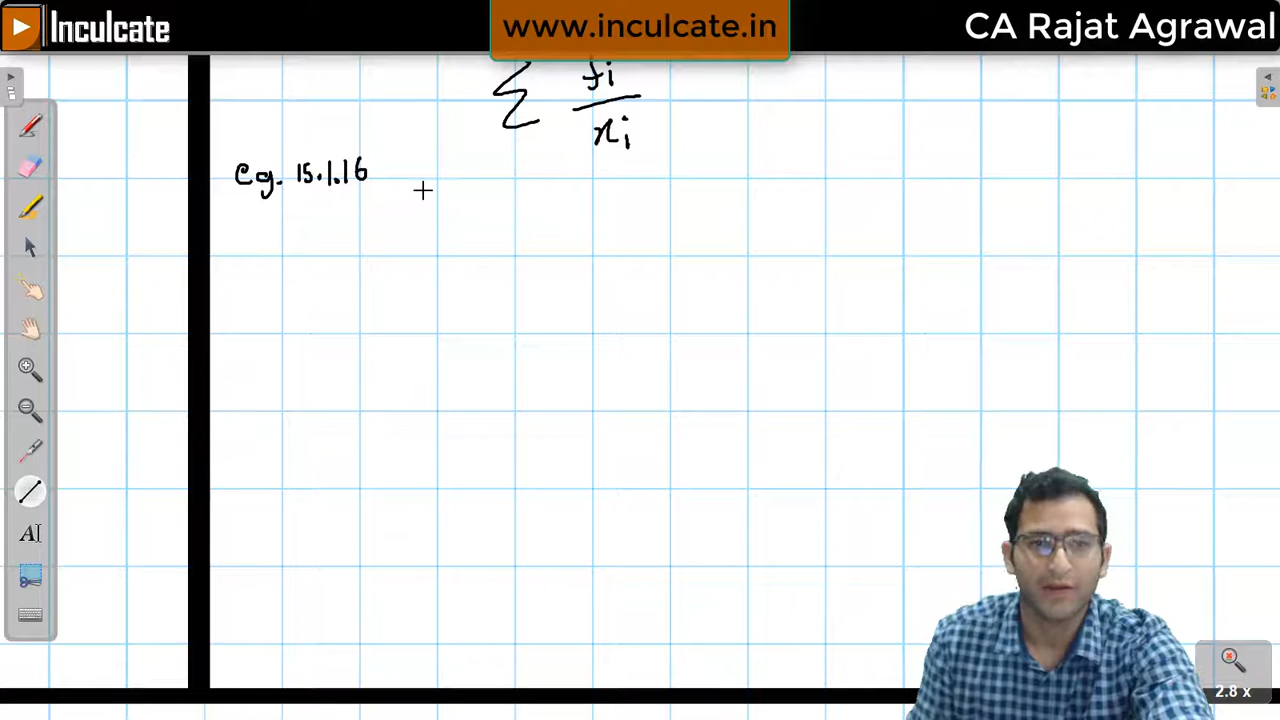 Inculcate
www.inculcate.in
CA Rajat Agrawal
Σ fi
xi
eg. 15.1.16
AI
2.8 x